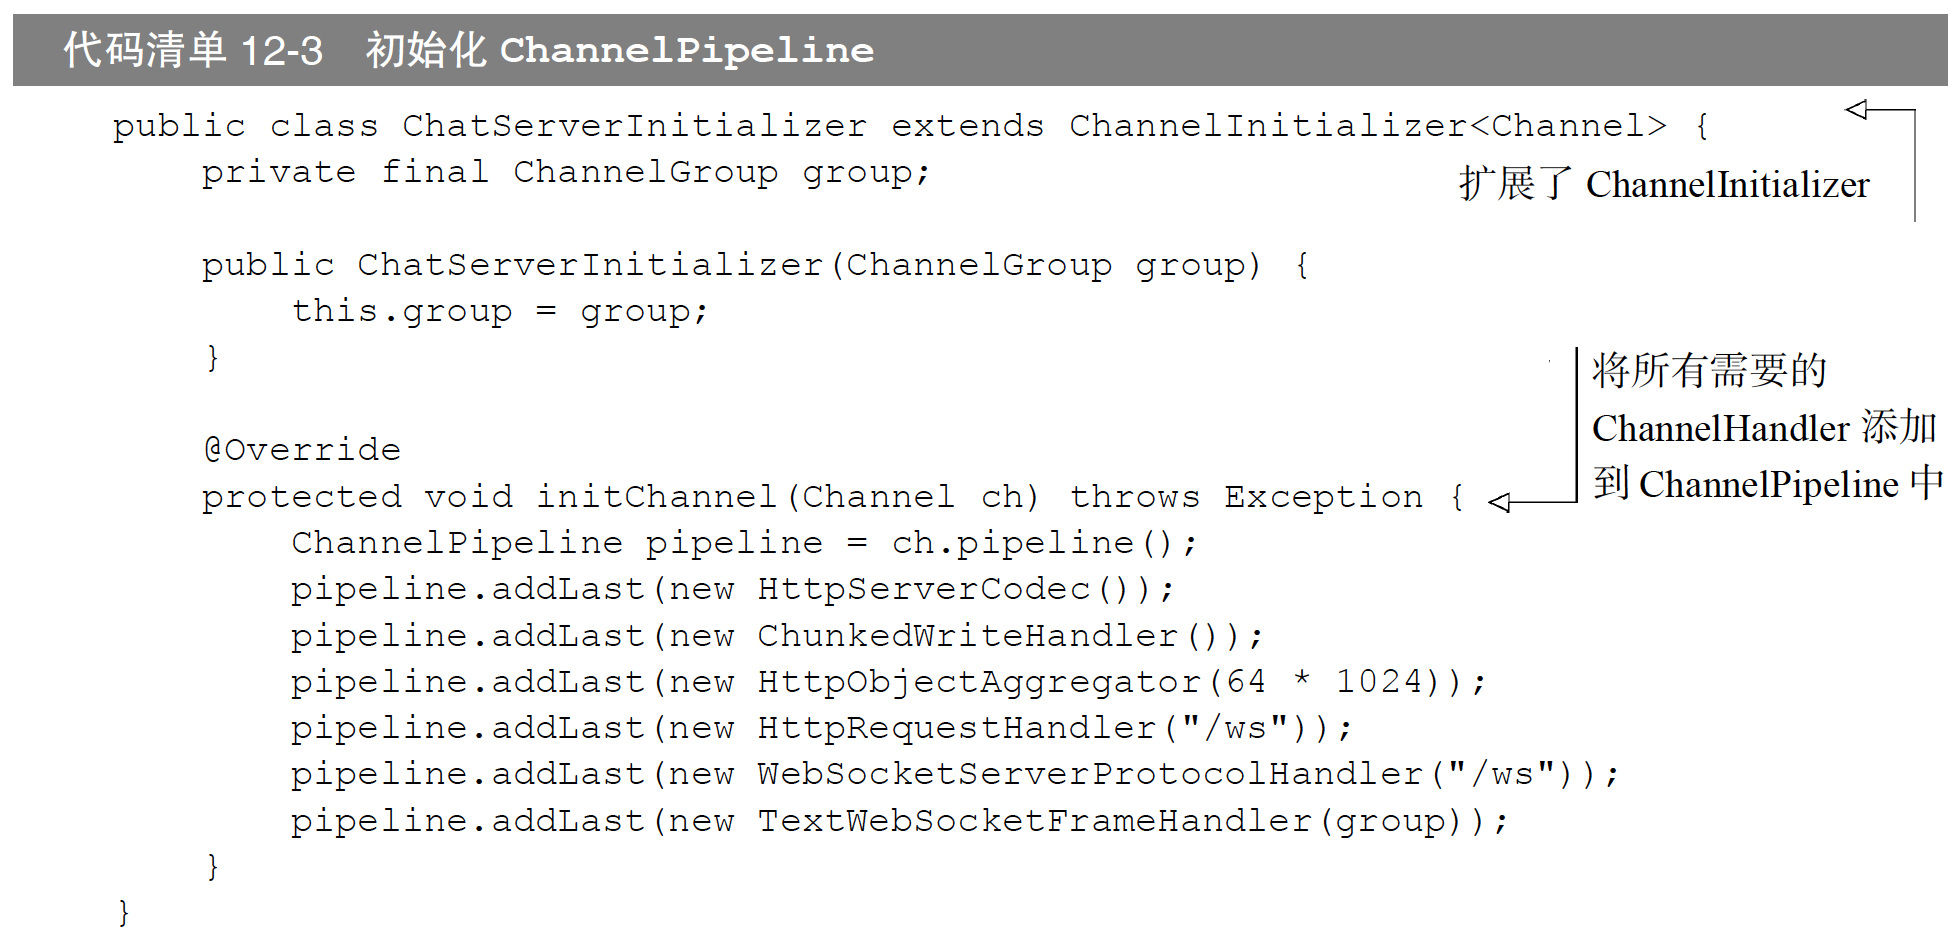 代码清单 12-3 初始化 ChannelPipeline
public class ChatServerInitializer extends ChannelInitializer<Channel> {
    private final ChannelGroup group;
扩展了 ChannelInitializer
    public ChatServerInitializer(ChannelGroup group) {
        this.group = group;
    }
将所有需要的
ChannelHandler 添加
到 ChannelPipeline 中
    @Override
    protected void initChannel(Channel ch) throws Exception {
        ChannelPipeline pipeline = ch.pipeline();
        pipeline.addLast(new HttpServerCodec());
        pipeline.addLast(new ChunkedWriteHandler());
        pipeline.addLast(new HttpObjectAggregator(64 * 1024));
        pipeline.addLast(new HttpRequestHandler("/ws"));
        pipeline.addLast(new WebSocketServerProtocolHandler("/ws"));
        pipeline.addLast(new TextWebSocketFrameHandler(group));
    }
}